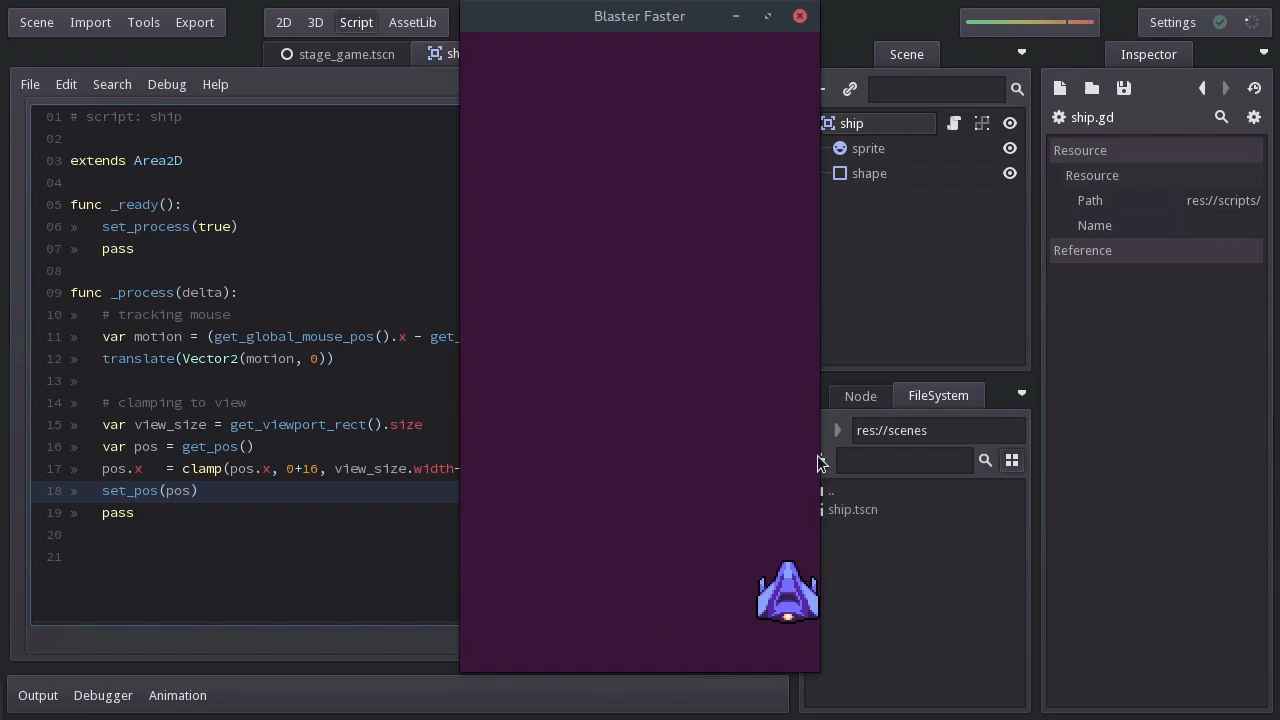 Scene Import Tools Export
2D 3D Script AssetLib
Blaster Faster
Settings
stage_game.tscn
sh
Scene
Inspector
File Edit Search Debug Help
01 # script: ship
02
03 extends Area2D
04
05 func _ready():
06 » set_process(true)
07 » pass
08
09 func _process(delta):
10 » # tracking mouse
11 » var motion = (get_global_mouse_pos().x - get_
12 » translate(Vector2(motion, 0))
13 »
14 » # clamping to view
15 » var view_size = get_viewport_rect().size
16 » var pos = get_pos()
17 » pos.x = clamp(pos.x, 0+16, view_size.width-
18 » set_pos(pos)
19 » pass
20
21
ship
sprite
shape
Node FileSystem
res://scenes
..
ship.tscn
ship.gd
Resource
Resource
Path res://scripts/
Name
Reference
Output Debugger Animation